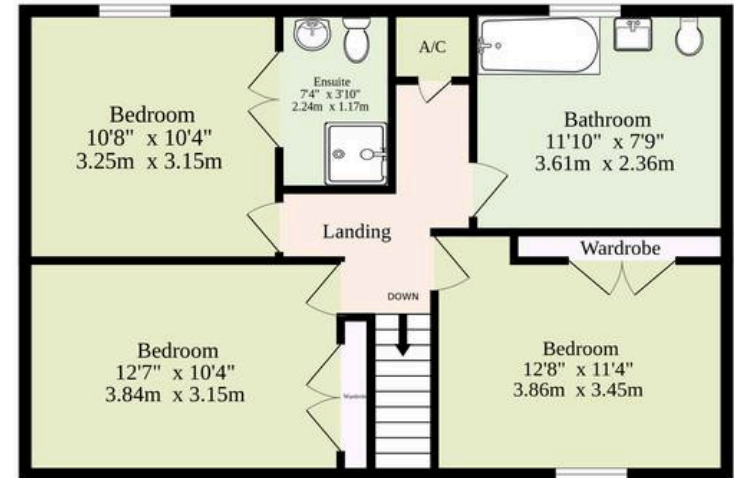 Bedroom
10'8" x 10'4"
3.25m x 3.15m
Ensuite
7'4" x 3'10"
2.24m x 1.17m
A/C
Bathroom
11'10" x 7'9"
3.61m x 2.36m
Landing
Wardrobe
DOWN
Bedroom
12'7" x 10'4"
3.84m x 3.15m
Wardrobe
Bedroom
12'8" x 11'4"
3.86m x 3.45m